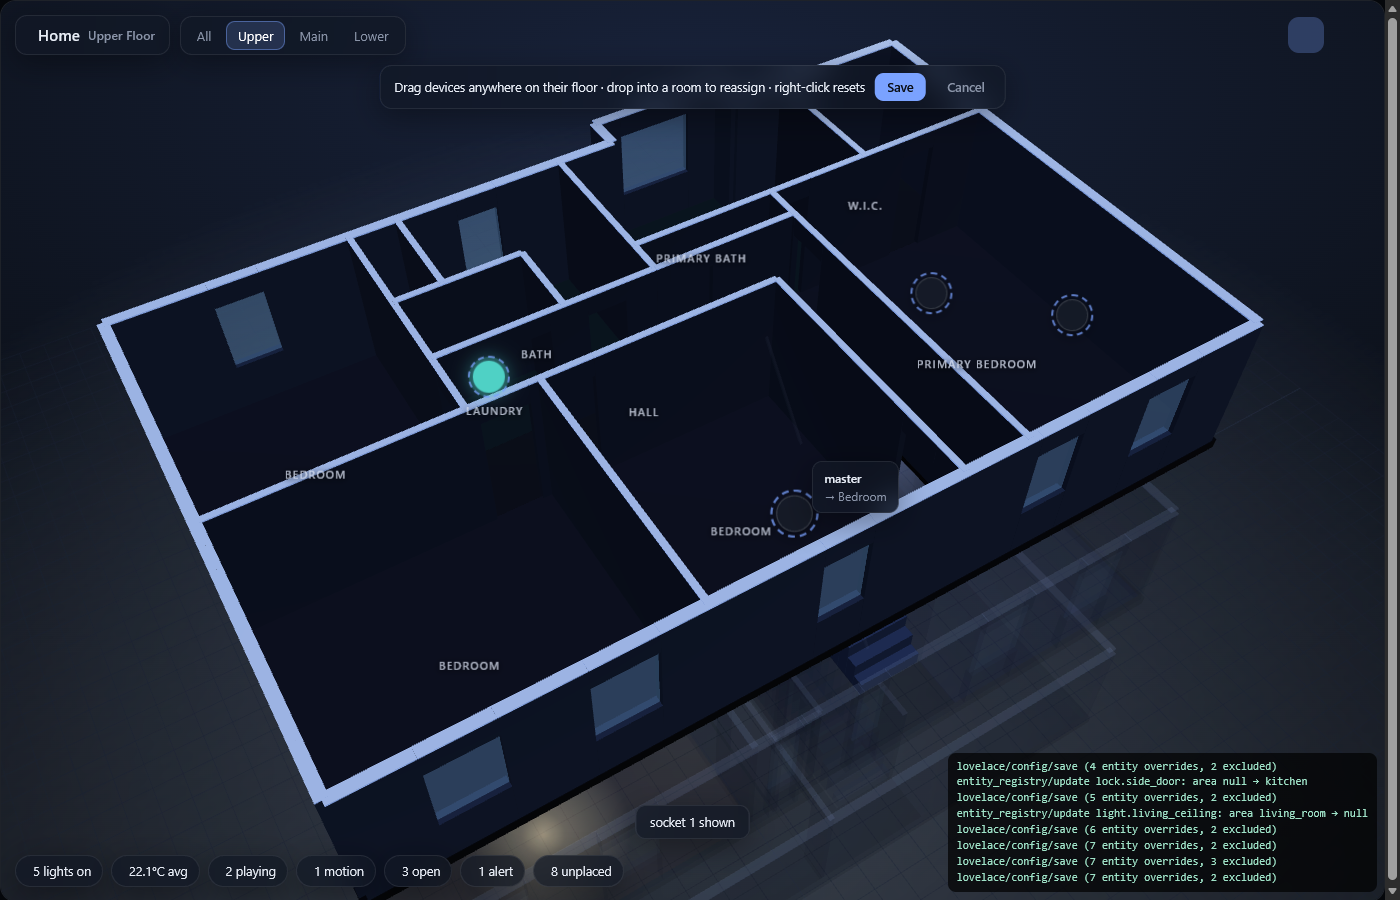 Home Upper Floor
All Upper Main Lower
Drag devices anywhere on their floor · drop into a room to reassign · right-click resets Save Cancel
W.I.C.
PRIMARY BATH
BATH
PRIMARY BEDROOM
LAUNDRY
HALL
BEDROOM
master
→ Bedroom
BEDROOM
BEDROOM
socket 1 shown
5 lights on 22.1°C avg 2 playing 1 motion 3 open 1 alert 8 unplaced
lovelace/config/save (4 entity overrides, 2 excluded)
entity_registry/update lock.side_door: area null → kitchen
lovelace/config/save (5 entity overrides, 2 excluded)
entity_registry/update light.living_ceiling: area living_room → null
lovelace/config/save (6 entity overrides, 2 excluded)
lovelace/config/save (7 entity overrides, 2 excluded)
lovelace/config/save (7 entity overrides, 3 excluded)
lovelace/config/save (7 entity overrides, 2 excluded)